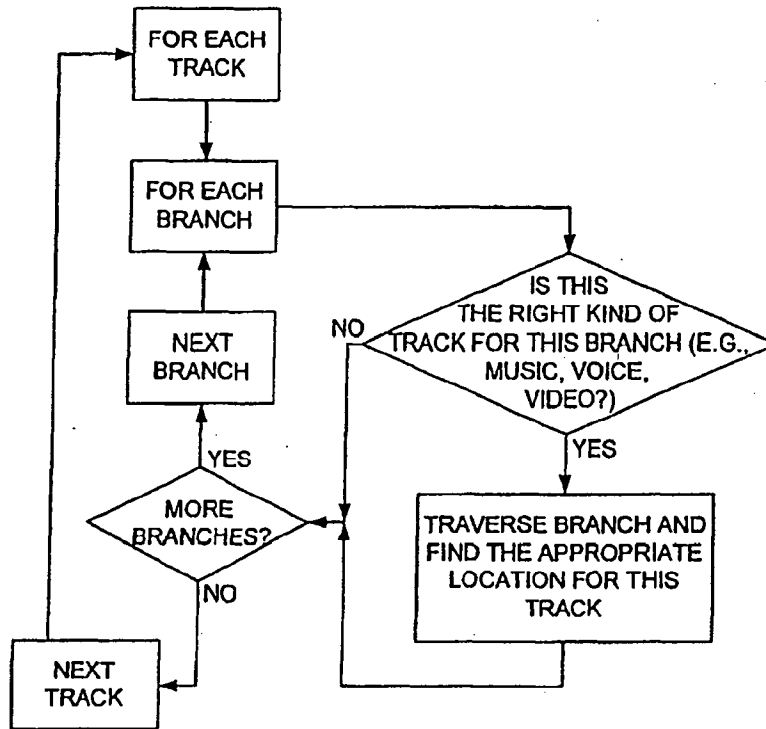 FOR EACH
TRACK
FOR EACH
BRANCH
IS THIS
THE RIGHT KIND OF
TRACK FOR THIS BRANCH (E.G.,
MUSIC, VOICE,
VIDEO?)
NO
YES
NEXT
BRANCH
YES
MORE
BRANCHES?
NO
TRAVERSE BRANCH AND
FIND THE APPROPRIATE
LOCATION FOR THIS
TRACK
NEXT
TRACK